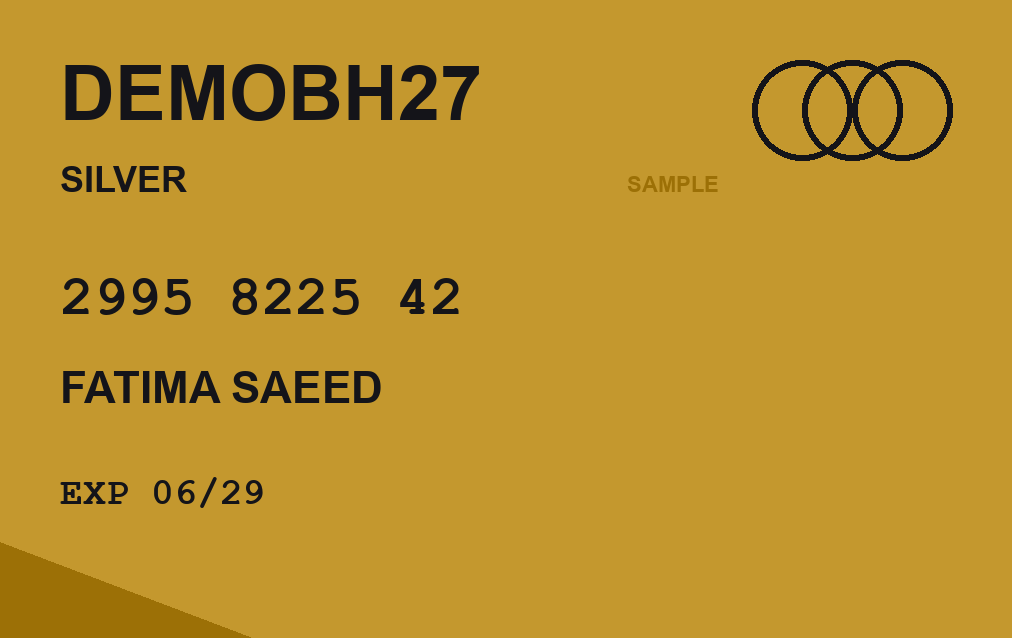 DEMOBH27
SILVER
SAMPLE
2995 8225 42
FATIMA SAEED
EXP 06/29